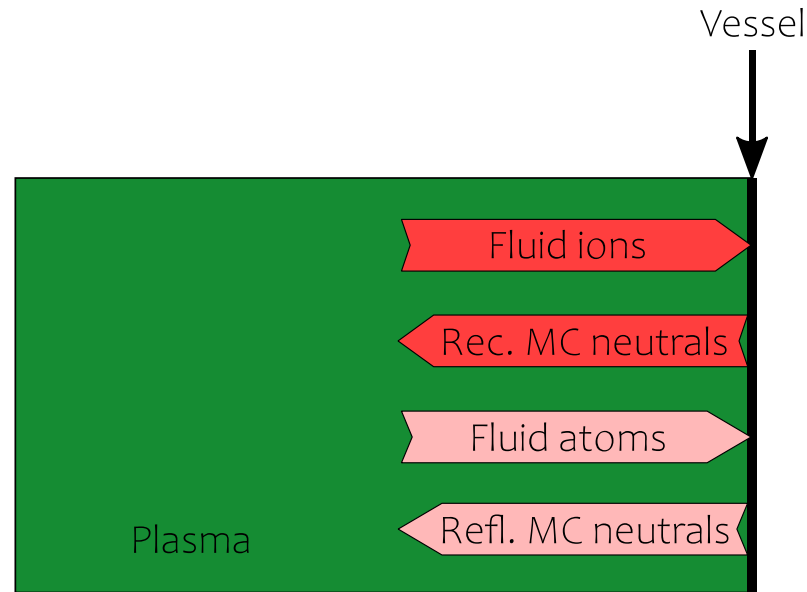 Vessel
Fluid ions
Rec. MC neutrals
Fluid atoms
Refl. MC neutrals
Plasma